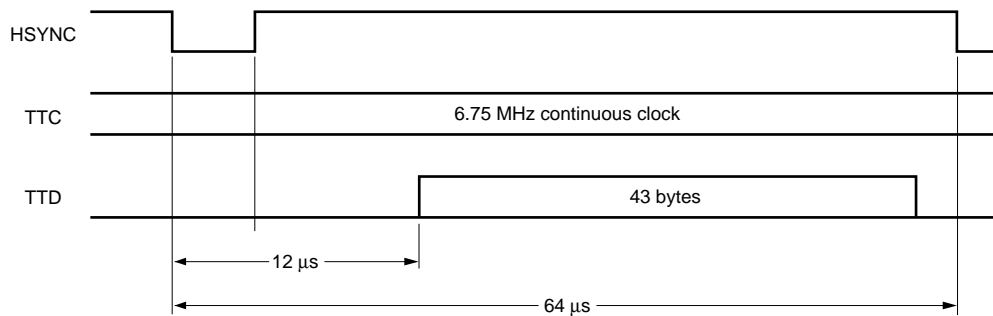 HSYNC
TTC
6.75 MHz continuous clock
TTD
43 bytes
12 μs
64 μs